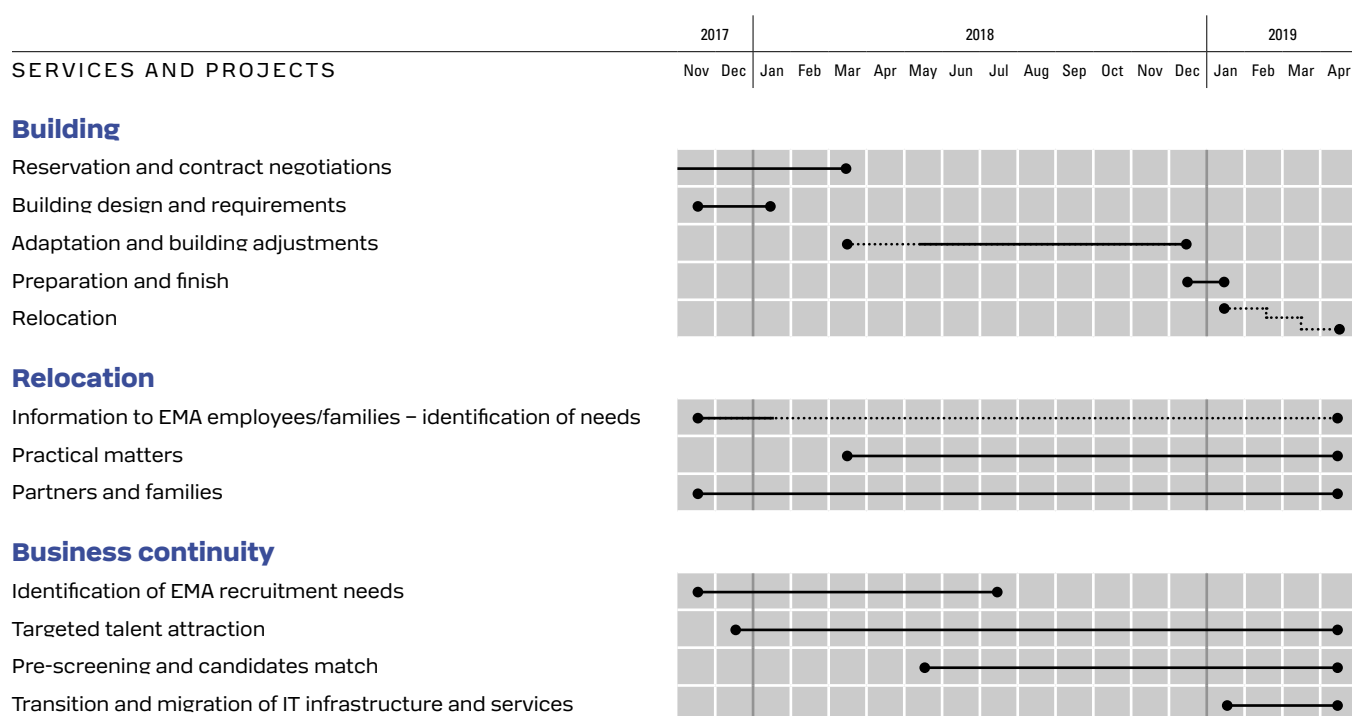 2017 2018 2019
SERVICES AND PROJECTS Nov Dec Jan Feb Mar Apr May Jun Jul Aug Sep Oct Nov Dec Jan Feb Mar Apr
Building
Reservation and contract negotiations
Building design and requirements
Adaptation and building adjustments
Preparation and finish
Relocation
Relocation
Information to EMA employees/families – identification of needs
Practical matters
Partners and families
Business continuity
Identification of EMA recruitment needs
Targeted talent attraction
Pre-screening and candidates match
Transition and migration of IT infrastructure and services